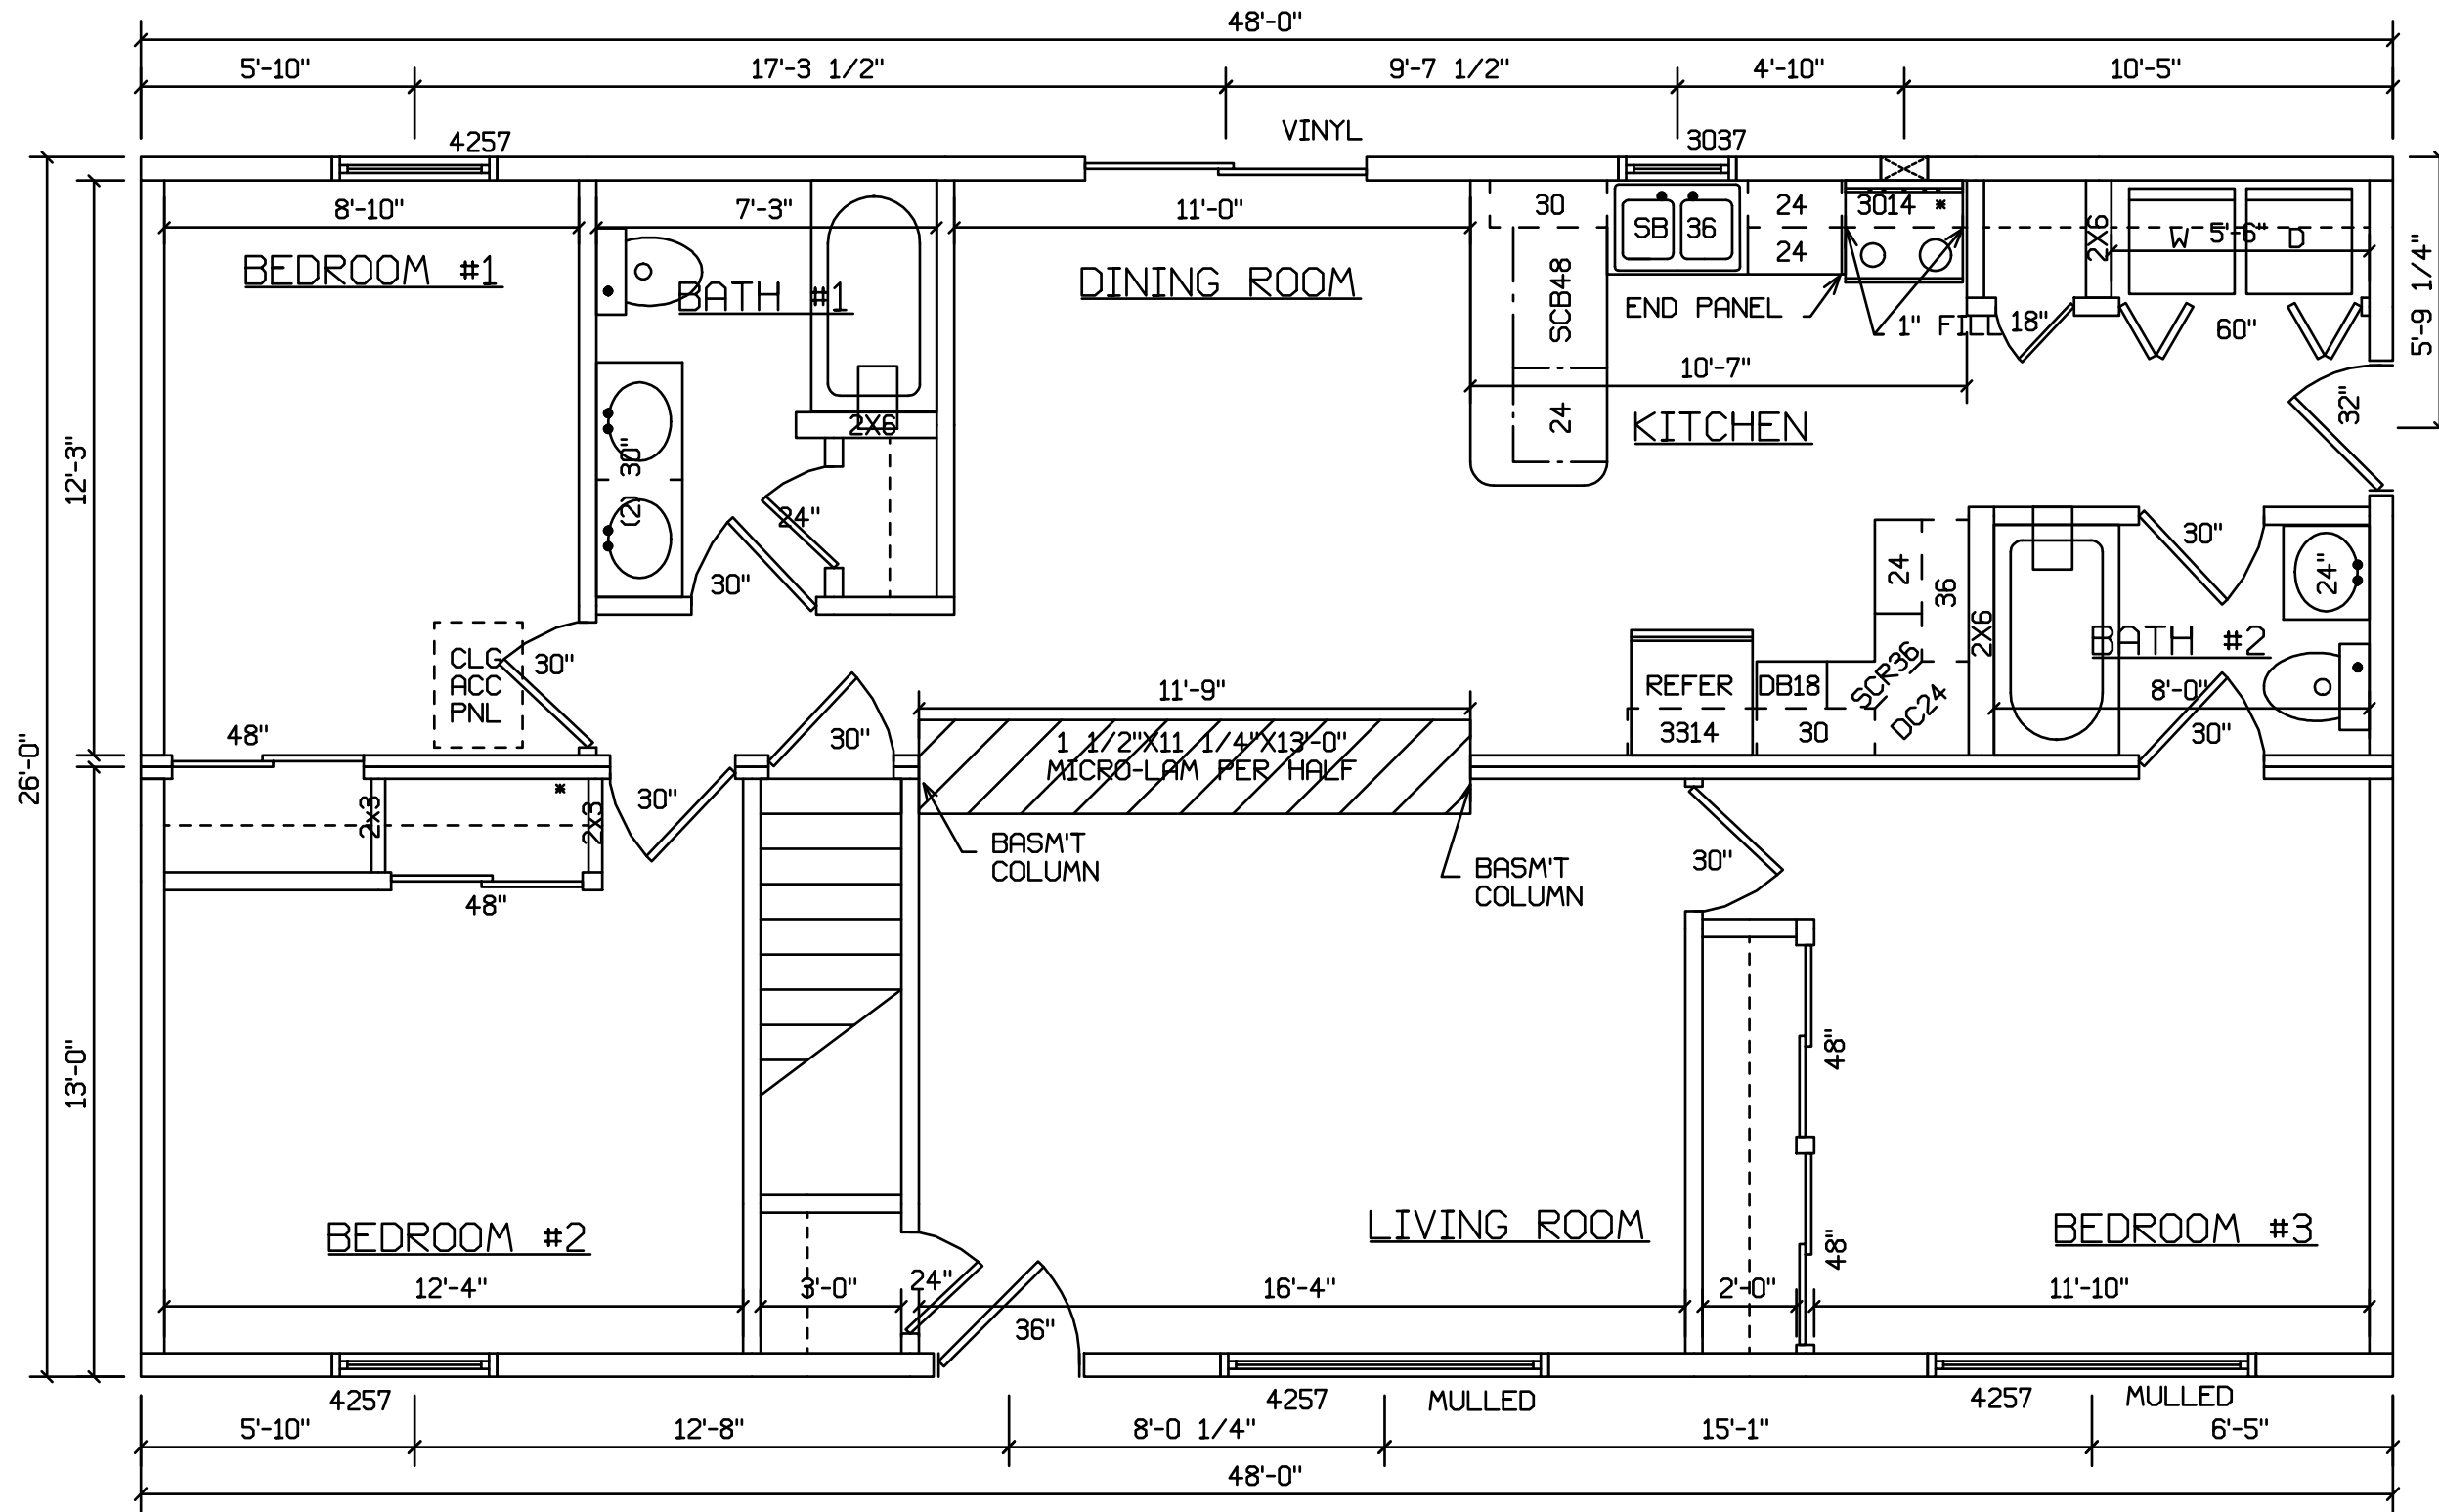 48'-0"
5'-10"
17'-3 1/2"
9'-7 1/2"
4'-10"
10'-5"
VINYL
4257
3037
8'-10"
7'-3"
11'-0"
30
SB 36
24
24
3014 *
2X6
W 5'-6" D
5'-9 1/4"
BEDROOM #1
BATH #1
DINING ROOM
SCB48
END PANEL
1" FILL
18"
60"
10'-7"
24
KITCHEN
32"
2X6
12'-3"
(2) 30"
24"
30"
30"
24"
24
36
2X6
BATH #2
CLG
ACC
PNL
30"
11'-9"
REFER
DB18
SCR36
DC24
8'-0"
26'-0"
48"
30"
1 1/2"X11 1/4"X13'-0"
MICRO-LAM PER HALF
3314
30
30"
*
2x3
2x3
30"
BASM'T
COLUMN
BASM'T
COLUMN
30"
48"
13'-0"
48"
48"
BEDROOM #2
LIVING ROOM
BEDROOM #3
12'-4"
3'-0"
24"
16'-4"
2'-0"
11'-10"
36"
4257
4257
MULLED
4257
MULLED
5'-10"
12'-8"
8'-0 1/4"
15'-1"
6'-5"
48'-0"